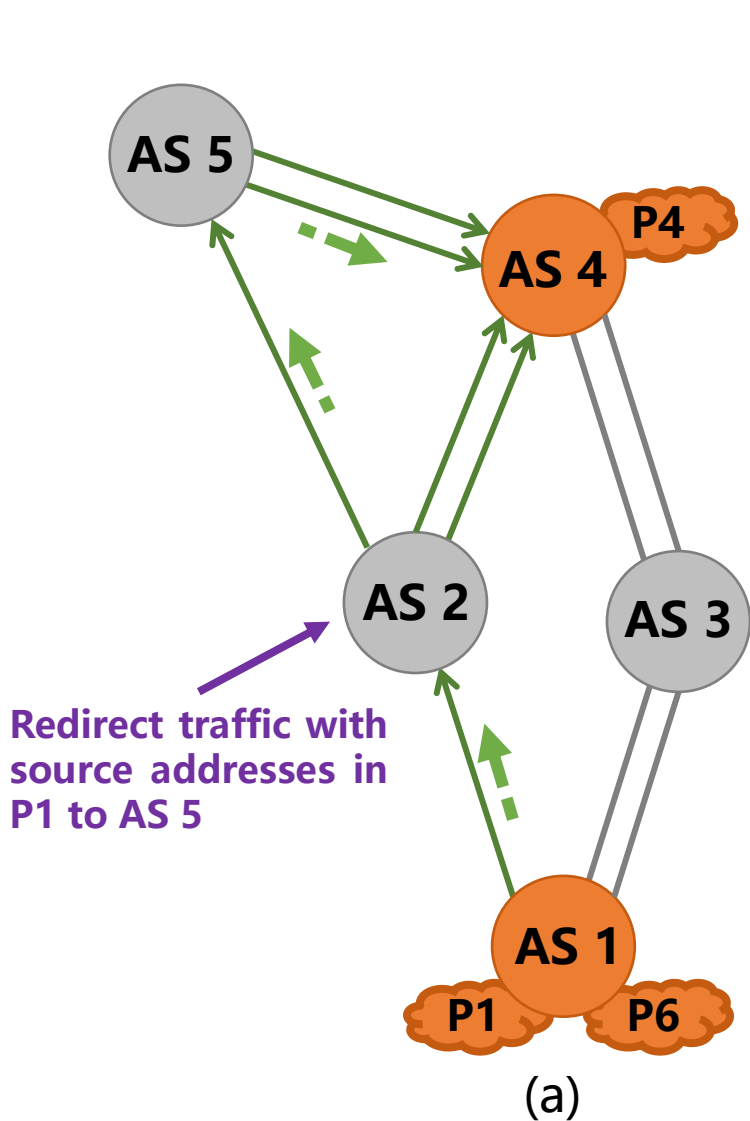 AS 5
P4
AS 4
AS 2
AS 3
Redirect traffic with
source addresses in
P1 to AS 5
AS 1
P1
P6
(a)